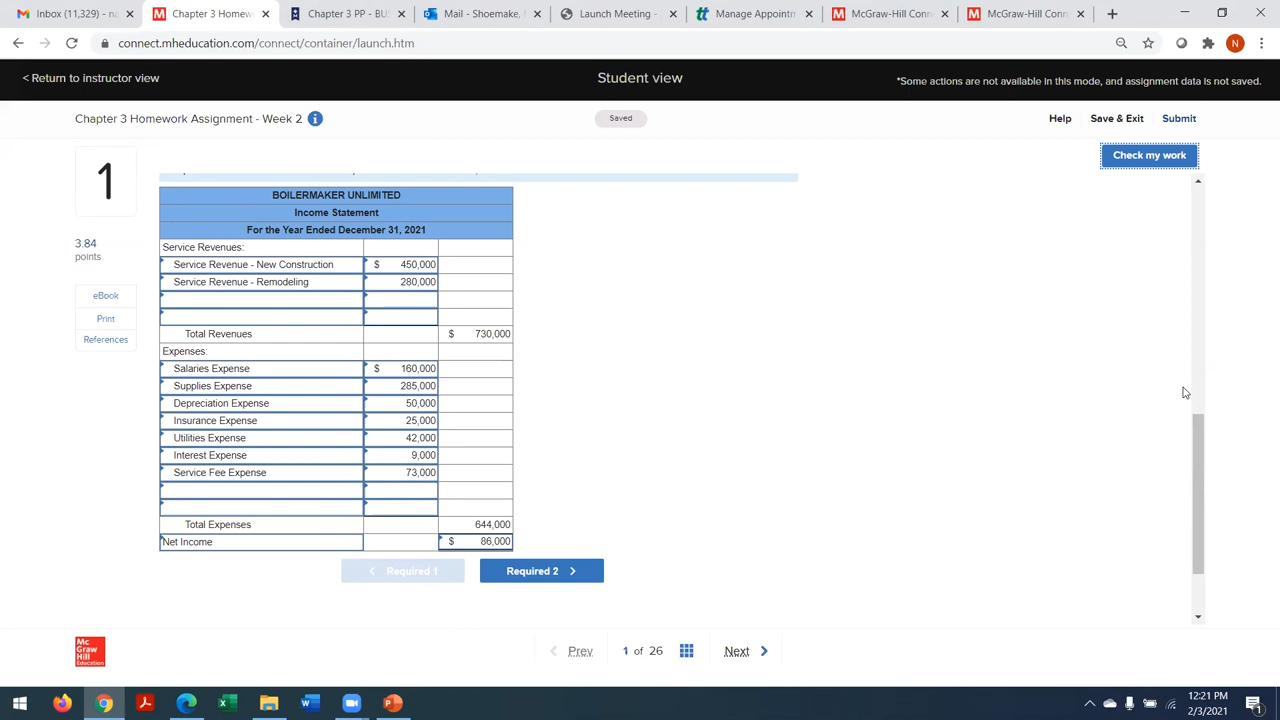 Inbox (11,329) - na
Chapter 3 Homew
Chapter 3 PP - BUS
Mail - Shoemake,
Launch Meeting -
Manage Appointm
McGraw-Hill Conne
McGraw-Hill Conn
connect.mheducation.com/connect/container/launch.htm
N
< Return to instructor view
Student view
*Some actions are not available in this mode, and assignment data is not saved.
Chapter 3 Homework Assignment - Week 2
i
Saved
Help
Save & Exit
Submit
Check my work
1
3.84
points
eBook
Print
References
BOILERMAKER UNLIMITED
Income Statement
For the Year Ended December 31, 2021
Service Revenues:
Service Revenue - New Construction $ 450,000
Service Revenue - Remodeling 280,000
Total Revenues $ 730,000
Expenses:
Salaries Expense $ 160,000
Supplies Expense 285,000
Depreciation Expense 50,000
Insurance Expense 25,000
Utilities Expense 42,000
Interest Expense 9,000
Service Fee Expense 73,000
Total Expenses 644,000
Net Income $ 86,000
< Required 1
Required 2 >
Mc
Graw
Hill
Education
< Prev
1 of 26
Next >
12:21 PM
2/3/2021